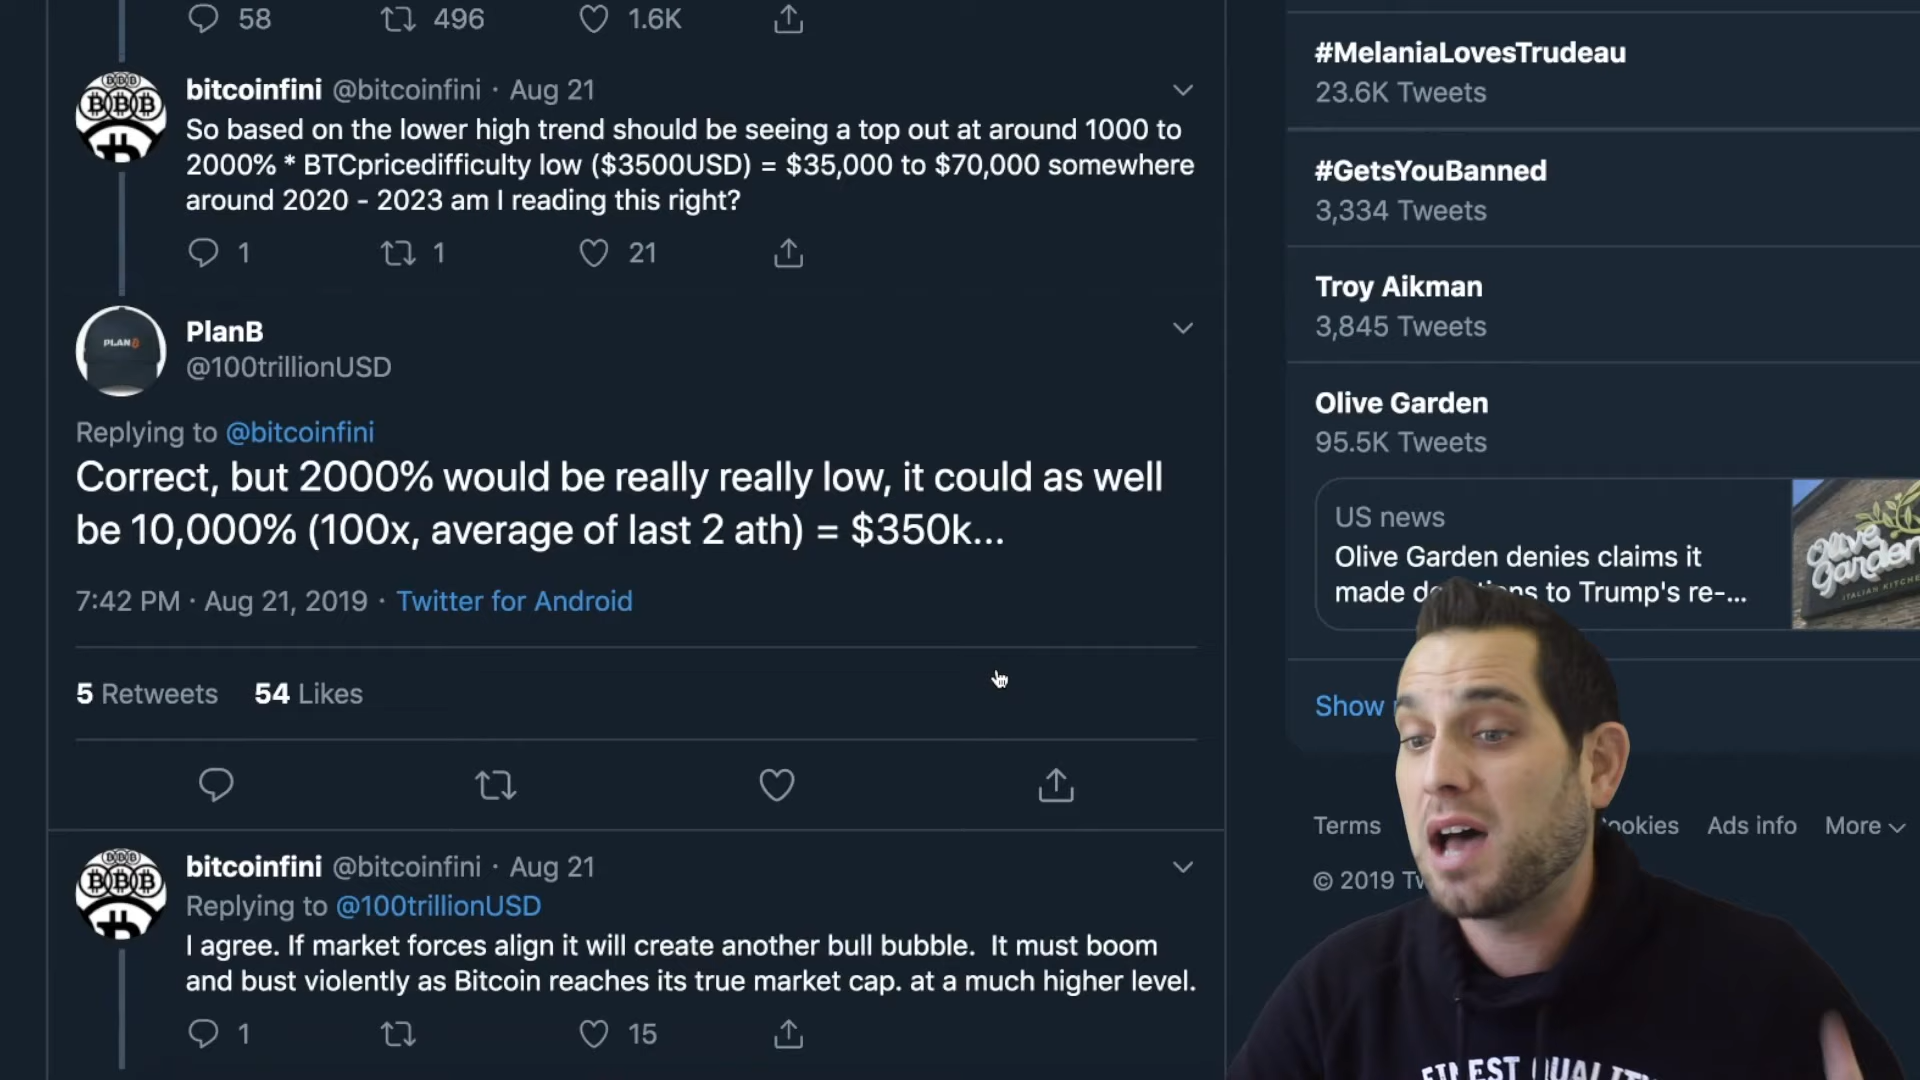 58 496 1.6K
bitcoinfini @bitcoinfini · Aug 21
So based on the lower high trend should be seeing a top out at around 1000 to
2000% * BTCpricedifficulty low ($3500USD) = $35,000 to $70,000 somewhere
around 2020 - 2023 am I reading this right?
1 1 21
PLAN
PlanB
@100trillionUSD
Replying to @bitcoinfini
Correct, but 2000% would be really really low, it could as well
be 10,000% (100x, average of last 2 ath) = $350k...
7:42 PM · Aug 21, 2019 · Twitter for Android
5 Retweets 54 Likes
bitcoinfini @bitcoinfini · Aug 21
Replying to @100trillionUSD
I agree. If market forces align it will create another bull bubble. It must boom
and bust violently as Bitcoin reaches its true market cap. at a much higher level.
1 15
#MelaniaLovesTrudeau
23.6K Tweets
#GetsYouBanned
3,334 Tweets
Troy Aikman
3,845 Tweets
Olive Garden
95.5K Tweets
US news
Olive Garden denies claims it
made to Trump's re-...
Olive
Garden
Show
Terms Ads info More
© 2019
FINEST QUALITY